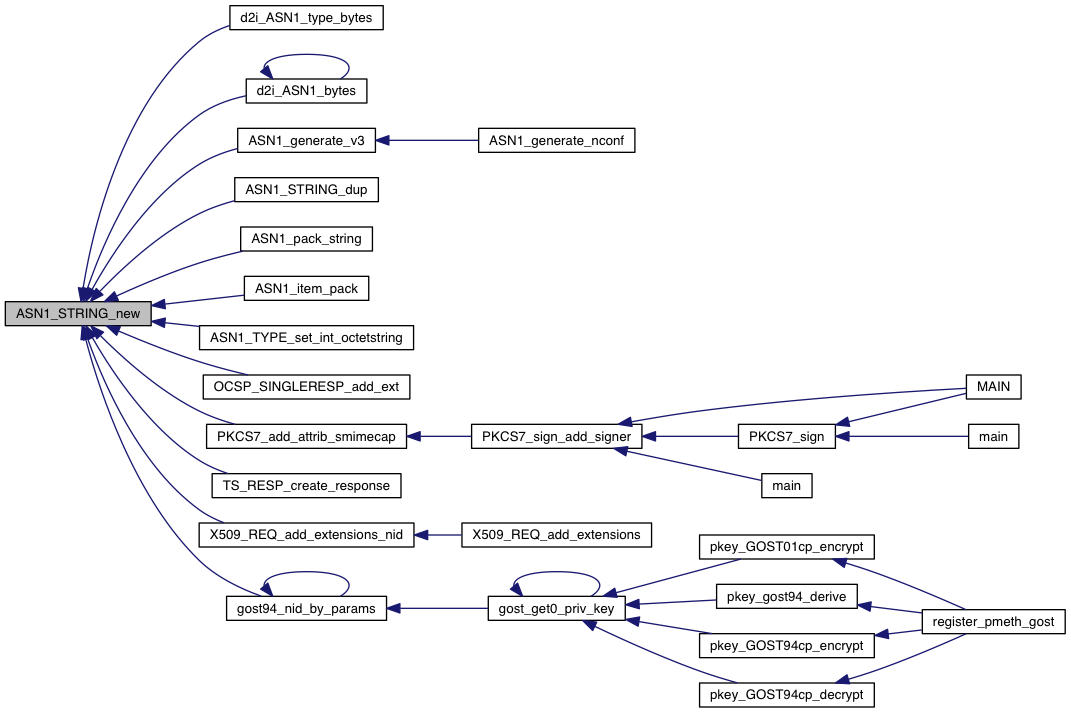 d2i_ASN1_type_bytes
d2i_ASN1_bytes
ASN1_generate_v3
ASN1_generate_nconf
ASN1_STRING_dup
ASN1_pack_string
ASN1_item_pack
ASN1_STRING_new
ASN1_TYPE_set_int_octetstring
OCSP_SINGLERESP_add_ext
MAIN
PKCS7_add_attrib_smimecap
PKCS7_sign_add_signer
PKCS7_sign
main
TS_RESP_create_response
main
X509_REQ_add_extensions_nid
X509_REQ_add_extensions
pkey_GOST01cp_encrypt
pkey_gost94_derive
gost94_nid_by_params
gost_get0_priv_key
register_pmeth_gost
pkey_GOST94cp_encrypt
pkey_GOST94cp_decrypt